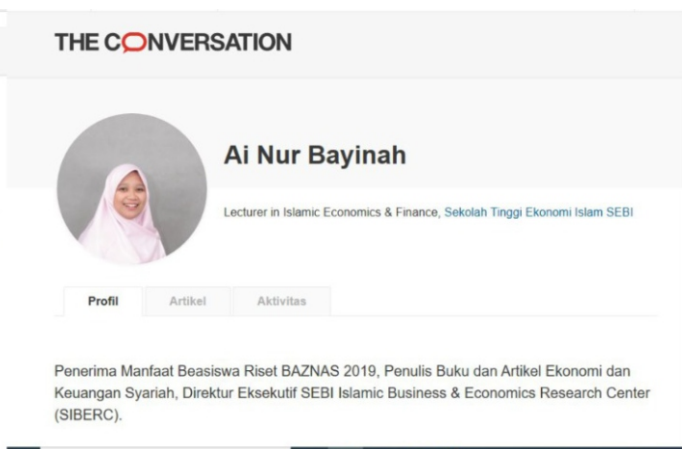 THE CONVERSATION
Ai Nur Bayinah
Lecturer in Islamic Economics & Finance, Sekolah Tinggi Ekonomi Islam SEBI
Profil Artikel Aktivitas
Penerima Manfaat Beasiswa Riset BAZNAS 2019, Penulis Buku dan Artikel Ekonomi dan
Keuangan Syariah, Direktur Eksekutif SEBI Islamic Business & Economics Research Center
(SIBERC).